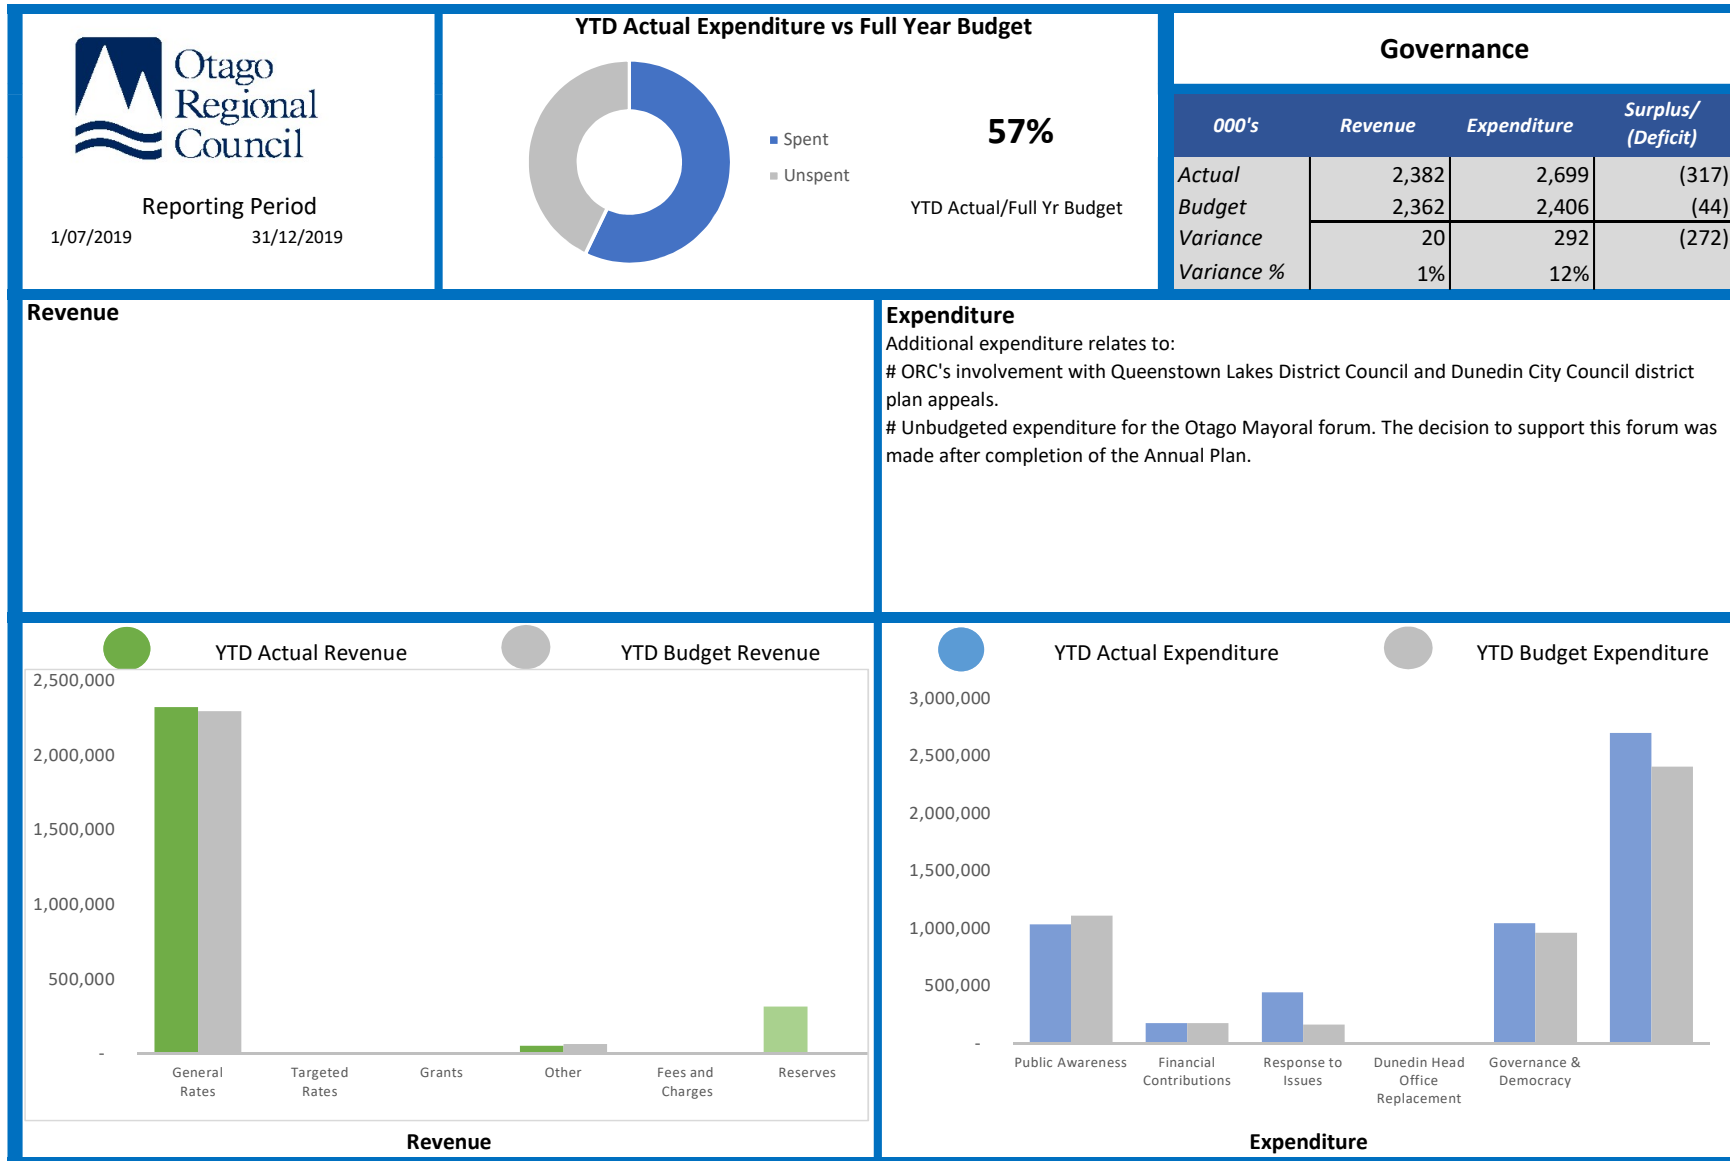 Otago
Regional
Council
Reporting Period
1/07/2019 31/12/2019
YTD Actual Expenditure vs Full Year Budget
Spent
Unspent
57%
YTD Actual/Full Yr Budget
Governance
000's Revenue Expenditure Surplus/
(Deficit)
Actual 2,382 2,699 (317)
Budget 2,362 2,406 (44)
Variance 20 292 (272)
Variance % 1% 12%
Revenue
Expenditure
Additional expenditure relates to:
# ORC's involvement with Queenstown Lakes District Council and Dunedin City Council district
plan appeals.
# Unbudgeted expenditure for the Otago Mayoral forum. The decision to support this forum was
made after completion of the Annual Plan.
YTD Actual Revenue YTD Budget Revenue
2,500,000
2,000,000
1,500,000
1,000,000
500,000
-
General
Rates
Targeted
Rates
Grants
Other
Fees and
Charges
Reserves
Revenue
YTD Actual Expenditure YTD Budget Expenditure
3,000,000
2,500,000
2,000,000
1,500,000
1,000,000
500,000
-
Public Awareness
Financial
Contributions
Response to
Issues
Dunedin Head
Office
Replacement
Governance &
Democracy
Expenditure